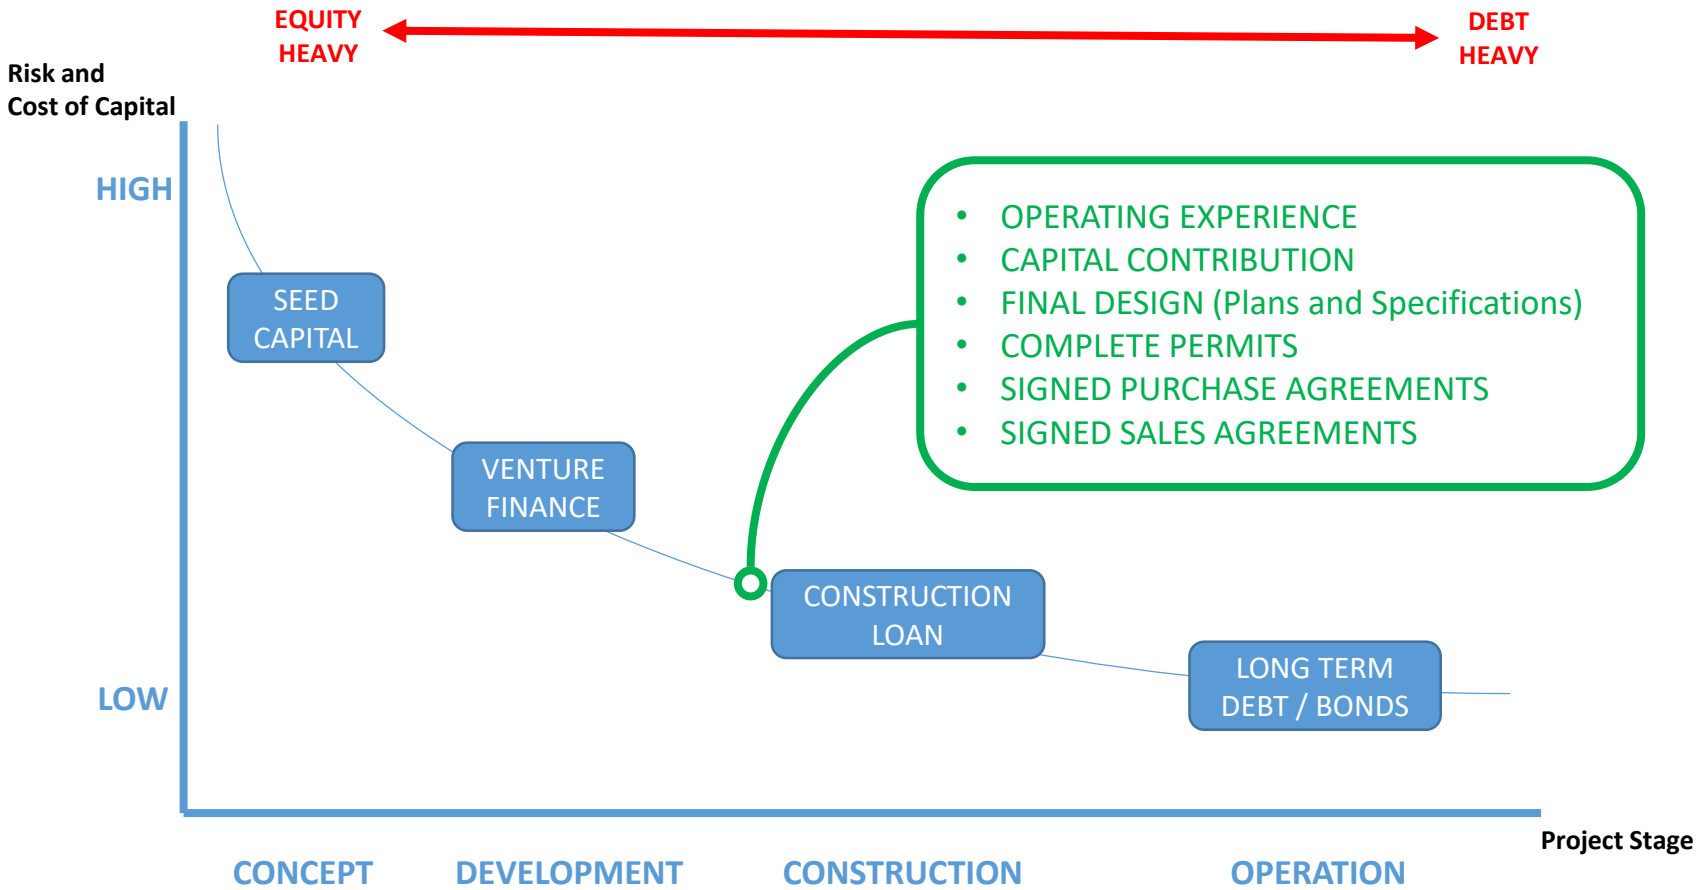 EQUITY
HEAVY
DEBT
HEAVY
Risk and
Cost of Capital
HIGH
• OPERATING EXPERIENCE
• CAPITAL CONTRIBUTION
• FINAL DESIGN (Plans and Specifications)
• COMPLETE PERMITS
• SIGNED PURCHASE AGREEMENTS
• SIGNED SALES AGREEMENTS
SEED
CAPITAL
VENTURE
FINANCE
CONSTRUCTION
LOAN
LONG TERM
DEBT / BONDS
LOW
Project Stage
CONCEPT
DEVELOPMENT
CONSTRUCTION
OPERATION